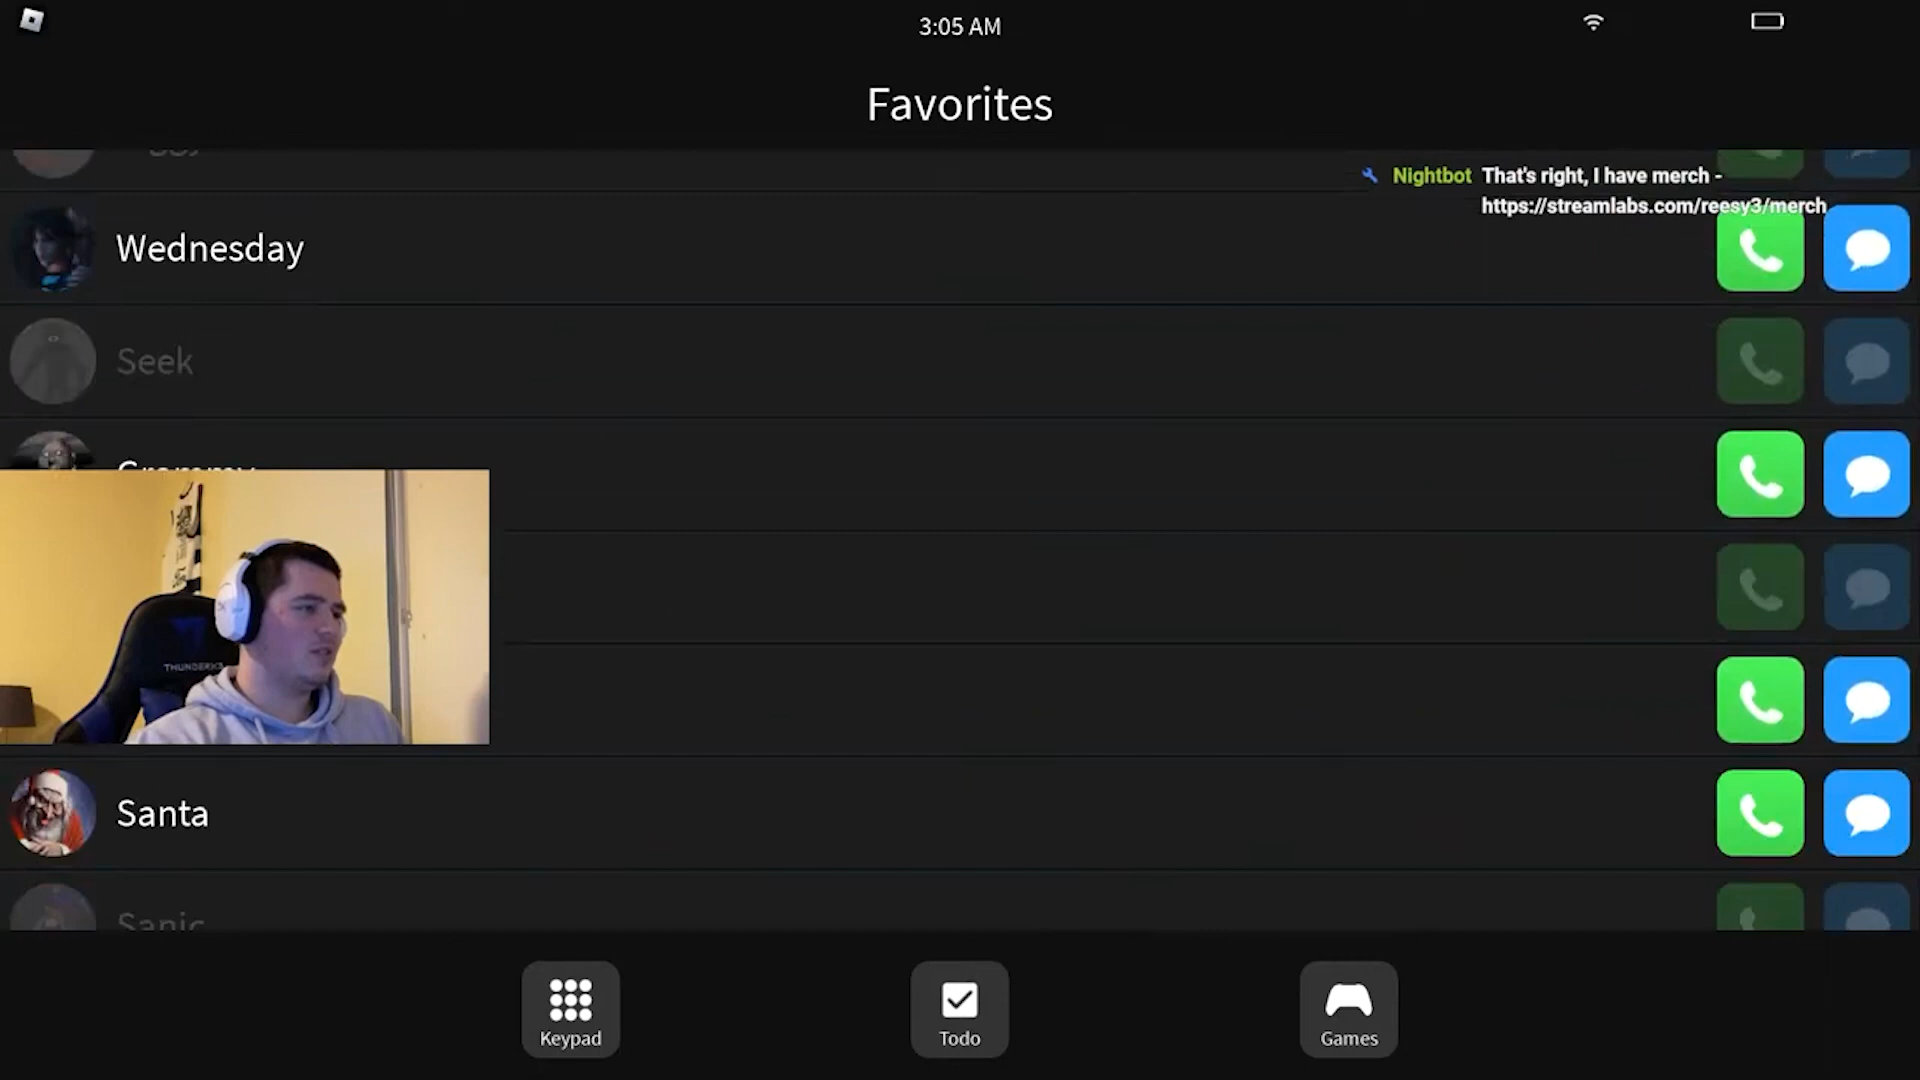 3:05 AM
Favorites
Nightbot That's right, I have merch -
https://streamlabs.com/reesy3/merch
Wednesday
Seek
Santa
Sanic
Keypad
Todo
Games